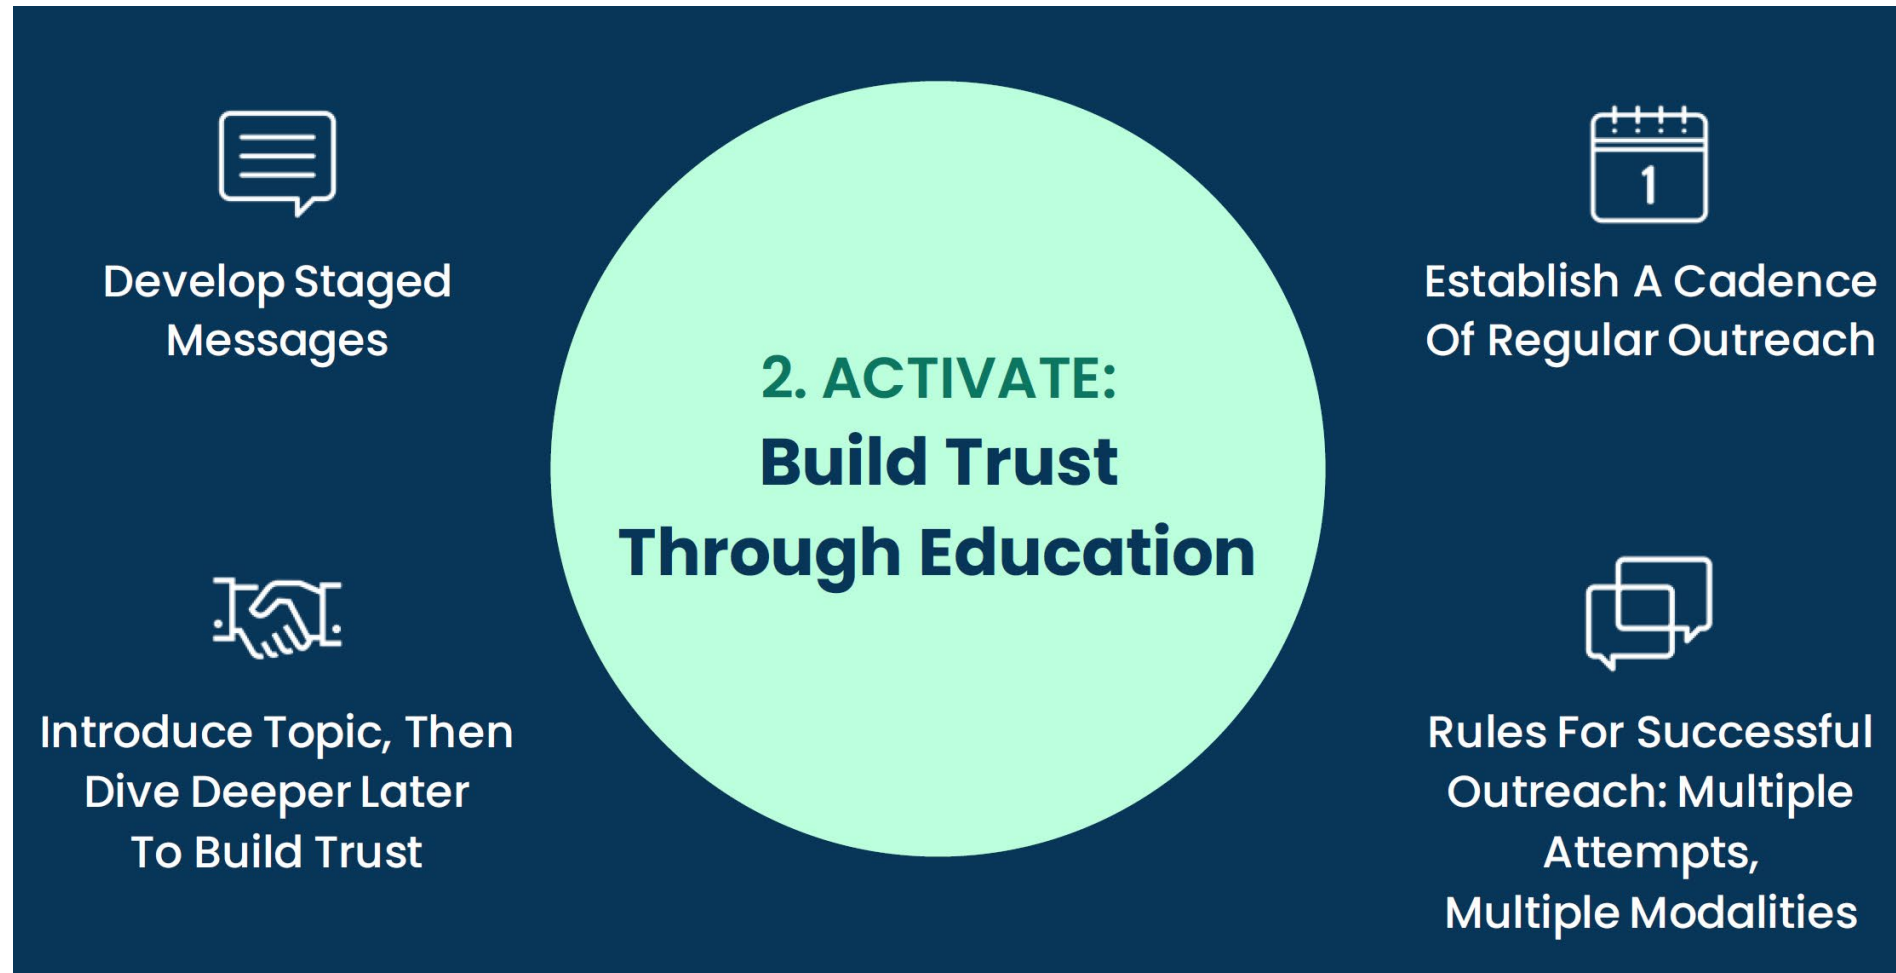 Develop Staged
Messages
Introduce Topic, Then
Dive Deeper Later
To Build Trust
2. ACTIVATE:
Build Trust
Through Education
1
Establish A Cadence
Of Regular Outreach
Rules For Successful
Outreach: Multiple
Attempts,
Multiple Modalities